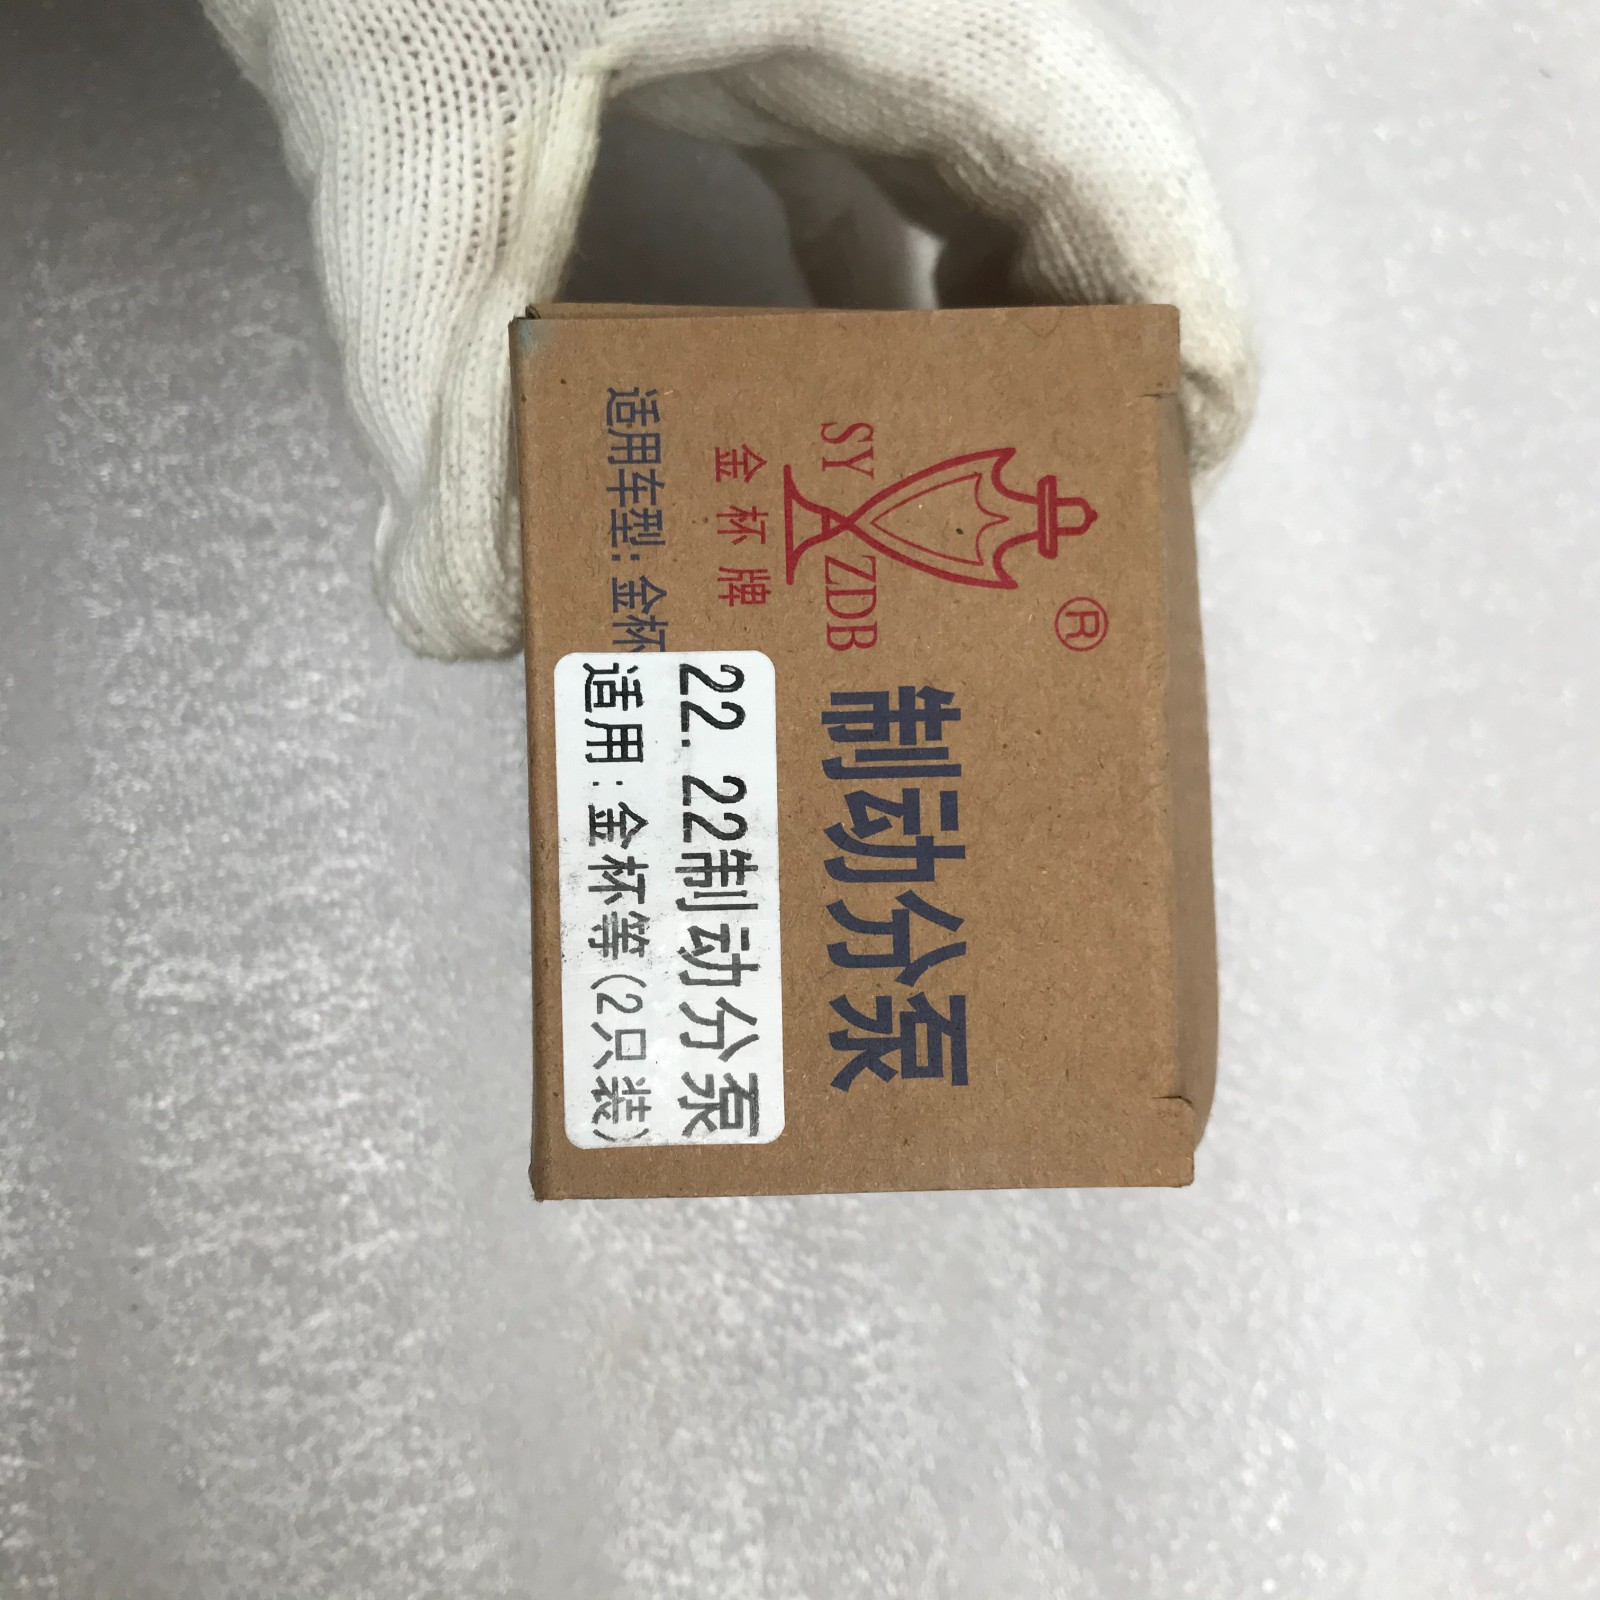 ®
SY ZDB
金杯牌
制动分泵
适用车型：金杯
22.22制动分泵
适用：金杯等(2只装)